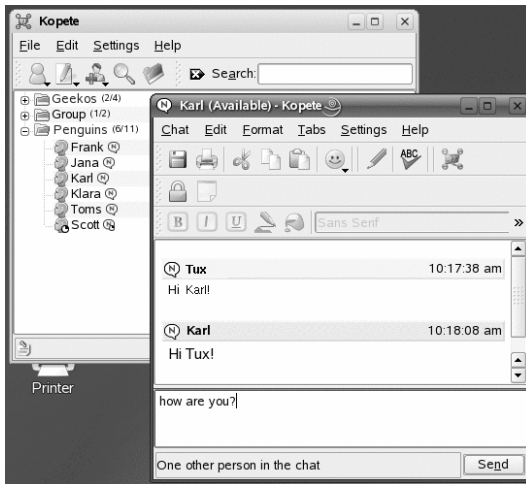 Kopete
File Edit Settings Help
Search:
Geekos (2/4)
Group (1/2)
Penguins (6/11)
Frank
Jana
Karl
Klara
Toms
Scott
Printer
Karl (Available) - Kopete
Chat Edit Format Tabs Settings Help
ABC
B I U Sans Serif »
N Tux 10:17:38 am
Hi Karl!
N Karl 10:18:08 am
Hi Tux!
how are you?
One other person in the chat Send